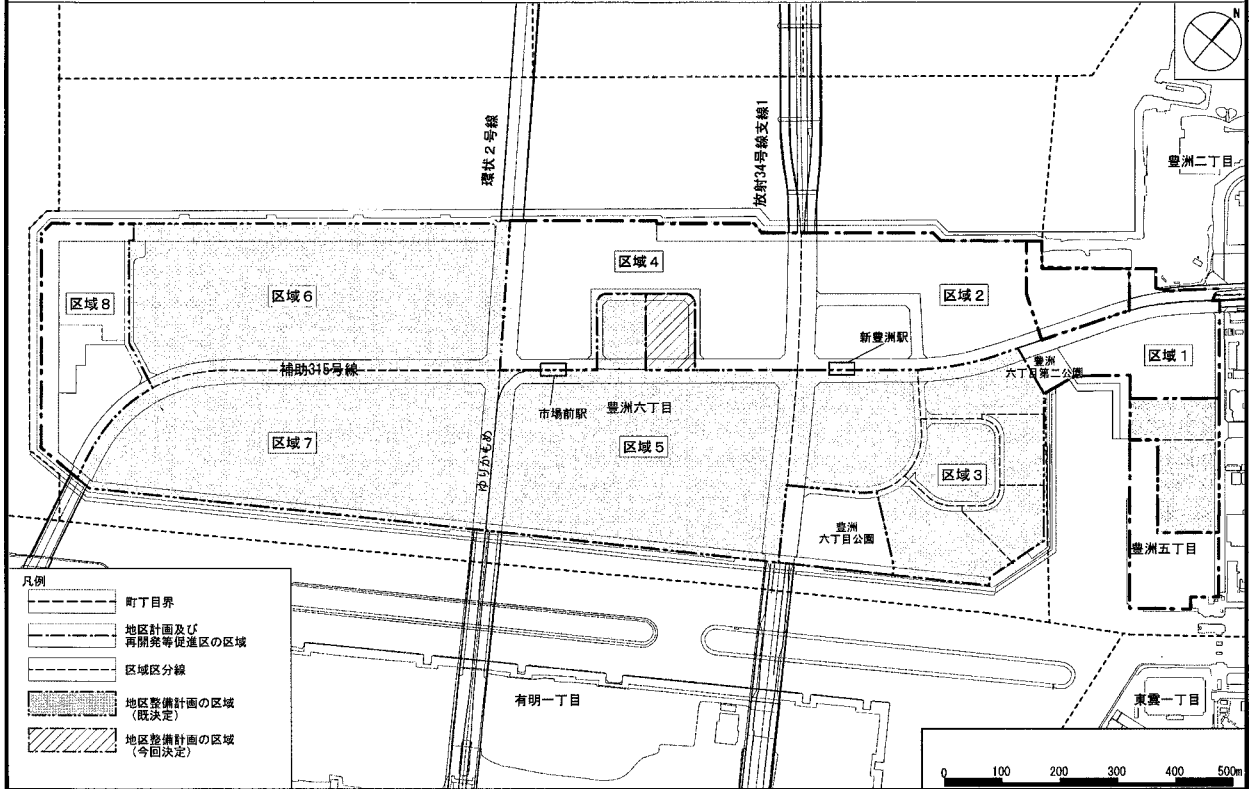 N
環状２号線
放射34号線支線1
豊洲二丁目
区域４
区域６
区域８
区域２
新豊洲駅
区域１
豊洲
六丁目第二公園
補助315号線
市場前駅
豊洲六丁目
区域７
ゆりかもめ
区域５
区域３
豊洲
六丁目公園
豊洲五丁目
凡例
町丁目界
地区計画及び
再開発等促進区の区域
区域区分線
地区整備計画の区域
（既決定）
地区整備計画の区域
（今回決定）
有明一丁目
東雲一丁目
0 100 200 300 400 500m